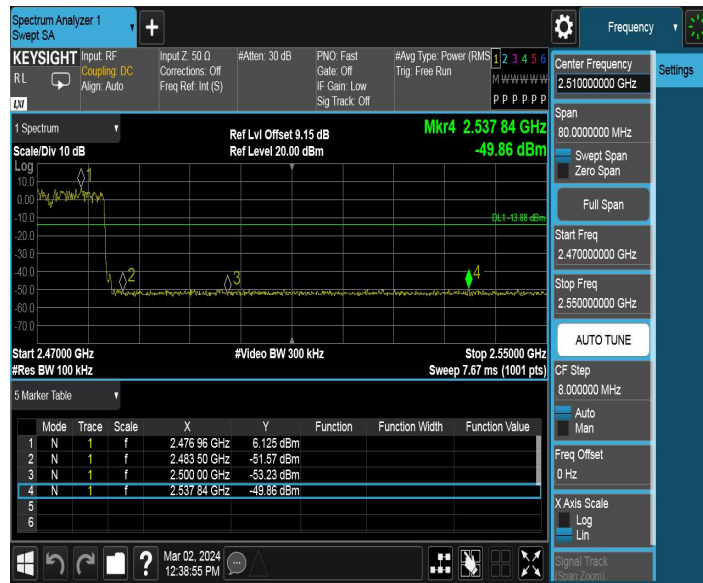 Spectrum Analyzer 1
Swept SA
+
Frequency
KEYSIGHT
RL
LXI
Input: RF
Coupling: DC
Align: Auto
Input Z: 50 Ω
Corrections: Off
Freq Ref: Int (S)
#Atten: 30 dB
PNO: Fast
Gate: Off
IF Gain: Low
Sig Track: Off
#Avg Type: Power (RMS
Trig: Free Run
1 2 3 4 5 6
M W W W W W
P P P P P P
Center Frequency
2.510000000 GHz
Settings
Span
80.0000000 MHz
Swept Span
Zero Span
Full Span
Start Freq
2.470000000 GHz
Stop Freq
2.550000000 GHz
AUTO TUNE
CF Step
8.000000 MHz
Auto
Man
Freq Offset
0 Hz
X Axis Scale
Log
Lin
Signal Track
(Span Zoom)
1 Spectrum
Scale/Div 10 dB
Ref Lvl Offset 9.15 dB
Ref Level 20.00 dBm
Mkr4 2.537 84 GHz
-49.86 dBm
Log
10.0
0.00
-10.0
-20.0
-30.0
-40.0
-50.0
-60.0
-70.0
1
2
3
4
DL1 -13.88 dBm
Start 2.47000 GHz
#Res BW 100 kHz
#Video BW 300 kHz
Stop 2.55000 GHz
Sweep 7.67 ms (1001 pts)
5 Marker Table
Mode Trace Scale X Y Function Function Width Function Value
1 N 1 f 2.476 96 GHz 6.125 dBm
2 N 1 f 2.483 50 GHz -51.57 dBm
3 N 1 f 2.500 00 GHz -53.23 dBm
4 N 1 f 2.537 84 GHz -49.86 dBm
5
6
?
Mar 02, 2024
12:38:55 PM